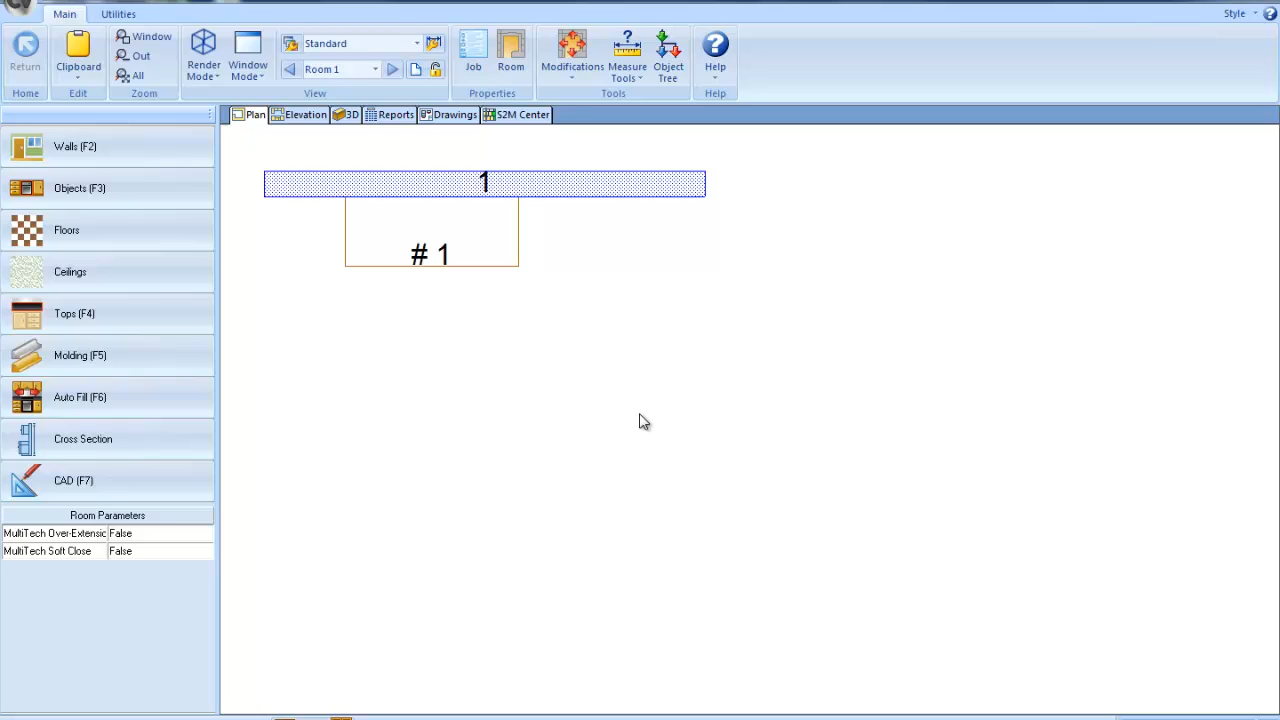 CV
Main Utilities Style
Return
Clipboard
Window
Out
All
Render Mode
Window Mode
Standard
Room 1
Job
Room
Modifications
Measure Tools
Object Tree
Help
Home Edit Zoom View Properties Tools Help
Plan Elevation 3D Reports Drawings S2M Center
Walls (F2)
Objects (F3)
Floors
Ceilings
Tops (F4)
Molding (F5)
Auto Fill (F6)
Cross Section
CAD (F7)
Room Parameters
MultiTech Over-Extensic False
MultiTech Soft Close False
1
# 1